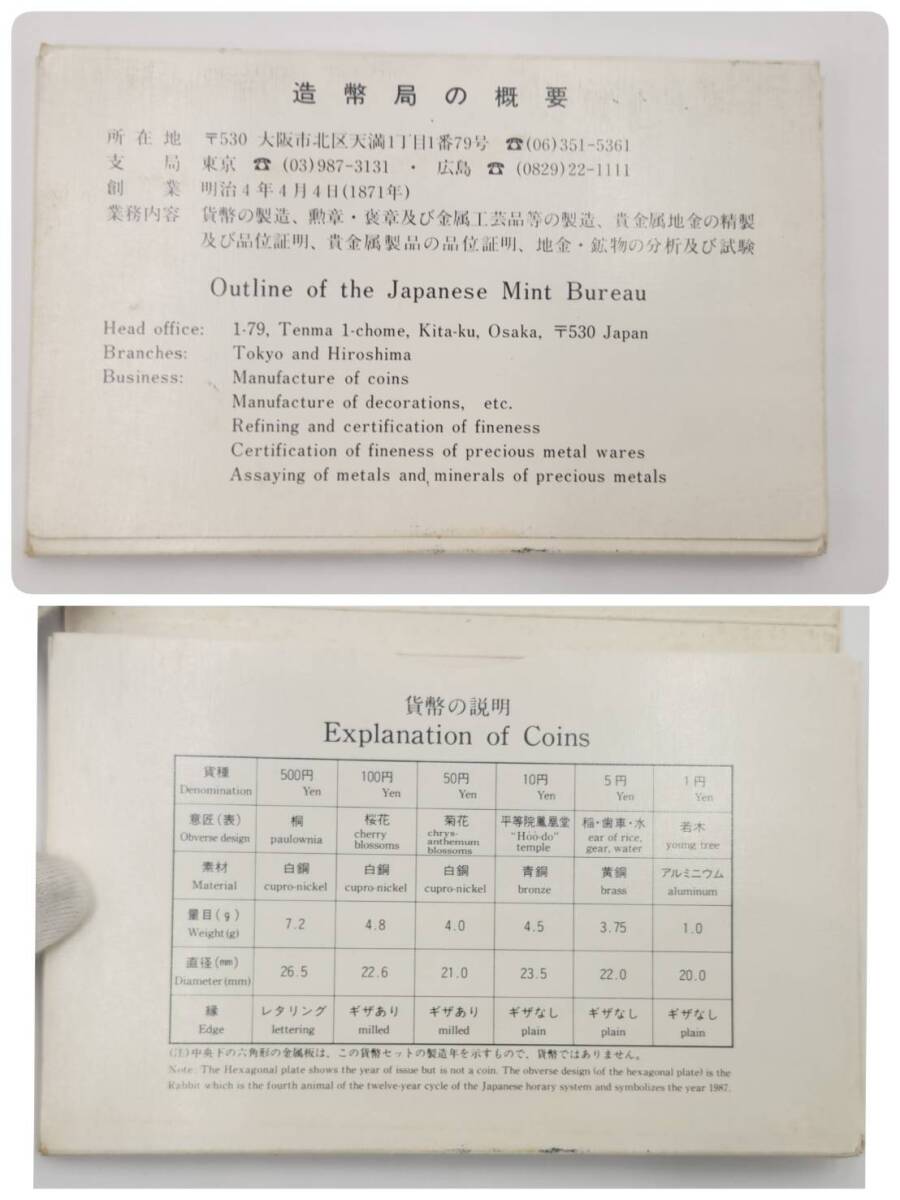 造幣局の概要
所在地 〒530 大阪市北区天満1丁目1番79号 ☎(06)351-5361
支局 東京 ☎ (03)987-3131 ・ 広島 ☎ (0829)22-1111
創業 明治4年4月4日(1871年)
業務内容 貨幣の製造、勲章・褒章及び金属工芸品等の製造、貴金属地金の精製
及び品位証明、貴金属製品の品位証明、地金・鉱物の分析及び試験
Outline of the Japanese Mint Bureau
Head office: 1-79, Tenma 1-chome, Kita-ku, Osaka, 〒530 Japan
Branches: Tokyo and Hiroshima
Business: Manufacture of coins
Manufacture of decorations, etc.
Refining and certification of fineness
Certification of fineness of precious metal wares
Assaying of metals and minerals of precious metals
貨幣の説明
Explanation of Coins
貨種 500円 100円 50円 10円 5円 1円
Denomination Yen Yen Yen Yen Yen Yen
意匠(表) 桐 桜花 菊花 平等院鳳凰堂 稲・歯車・水 若木
Obverse design paulownia cherry blossoms chrys-anthemum blossoms "Hōō-do" temple ear of rice, gear, water young tree
素材 白銅 白銅 白銅 青銅 黄銅 アルミニウム
Material cupro-nickel cupro-nickel cupro-nickel bronze brass aluminum
量目(g) 7.2 4.8 4.0 4.5 3.75 1.0
Weight(g)
直径(mm) 26.5 22.6 21.0 23.5 22.0 20.0
Diameter(mm)
縁 レタリング ギザあり ギザあり ギザなし ギザなし ギザなし
Edge lettering milled milled plain plain plain
(注)中央下の六角形の金属板は、この貨幣セットの製造年を示すもので、貨幣ではありません。
Note: The Hexagonal plate shows the year of issue but is not a coin. The obverse design (of the hexagonal plate) is the
Rabbit which is the fourth animal of the twelve-year cycle of the Japanese horary system and symbolizes the year 1987.